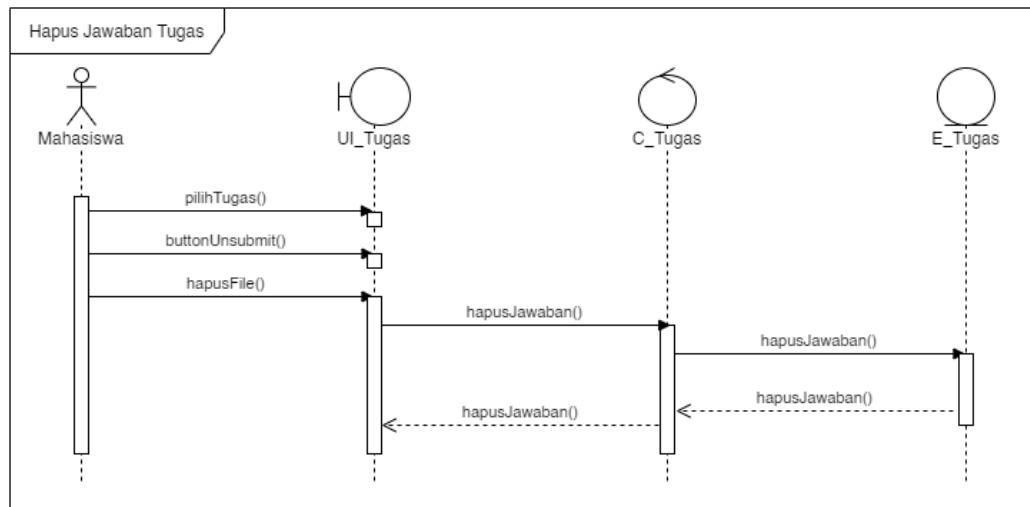 Hapus Jawaban Tugas
Mahasiswa
UI_Tugas
C_Tugas
E_Tugas
pilihTugas()
buttonUnsubmit()
hapusFile()
hapusJawaban()
hapusJawaban()
hapusJawaban()
hapusJawaban()